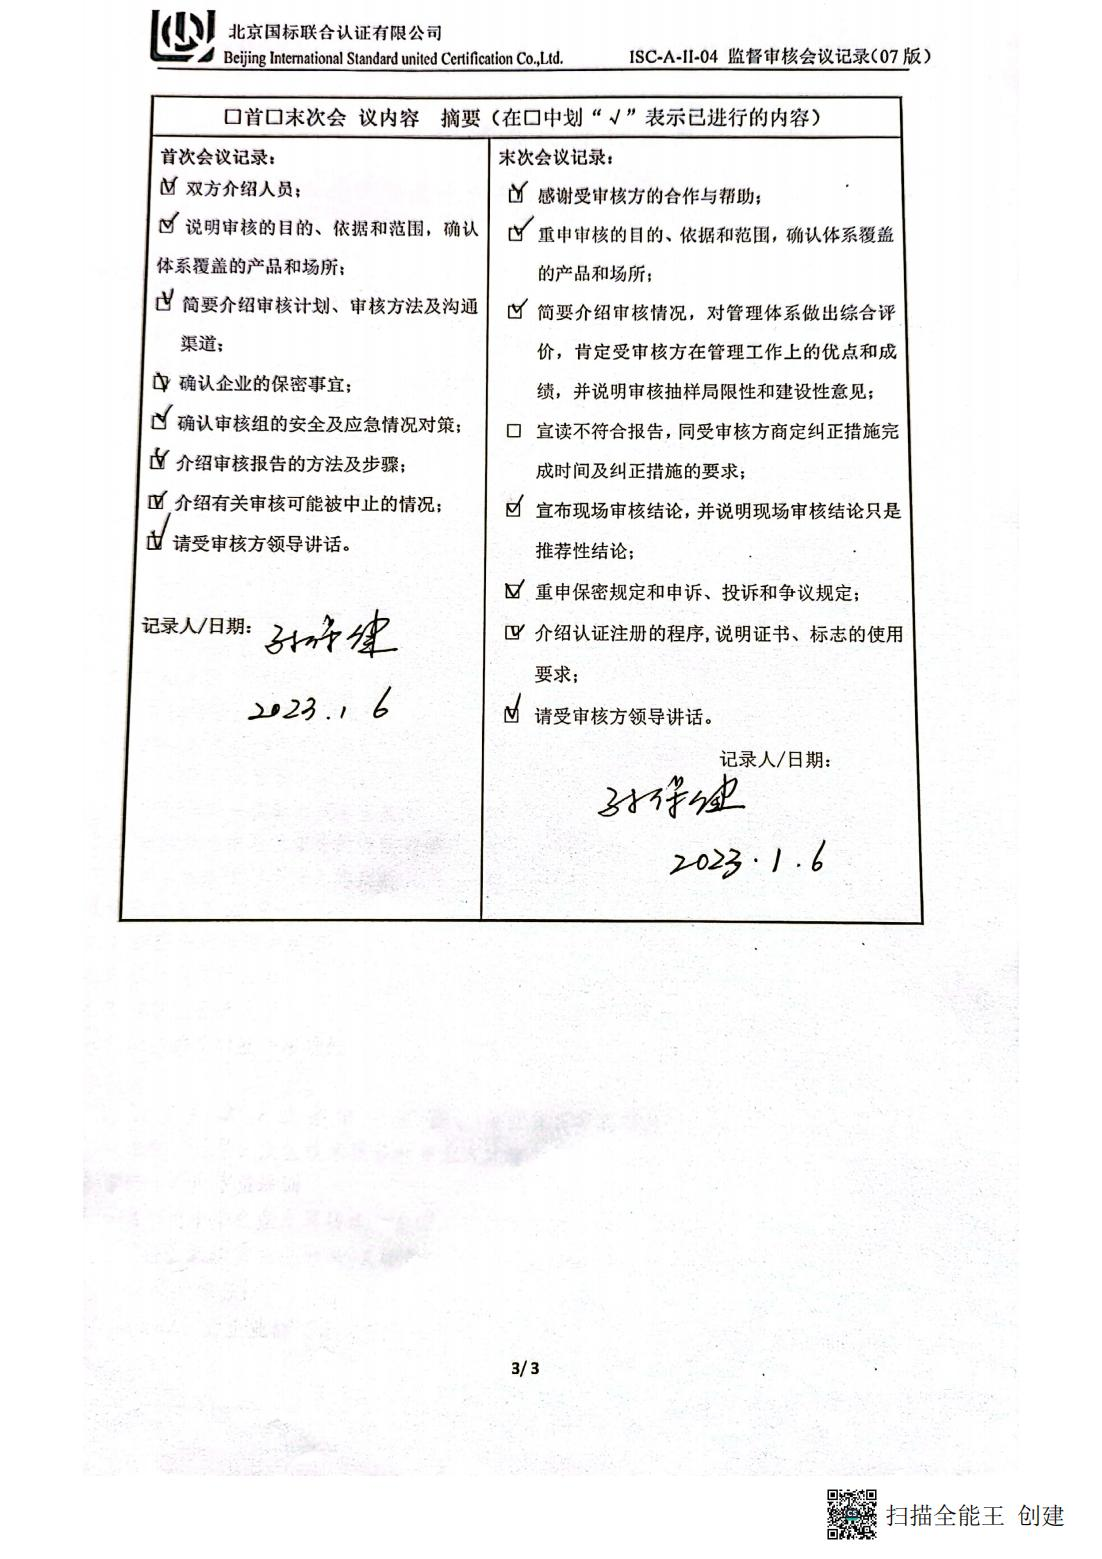 北京国标联合认证有限公司
Beijing International Standard united Certification Co.,Ltd.
ISC-A-II-04 监督审核会议记录(07版)
□首□末次会 议内容 摘要（在□中划“√”表示已进行的内容）
首次会议记录:
☑ 双方介绍人员;
☑ 说明审核的目的、依据和范围，确认
体系覆盖的产品和场所;
☑ 简要介绍审核计划、审核方法及沟通
渠道;
☑ 确认企业的保密事宜;
☑ 确认审核组的安全及应急情况对策;
☑ 介绍审核报告的方法及步骤;
☑ 介绍有关审核可能被中止的情况;
☑ 请受审核方领导讲话。
记录人/日期:
孙保健
2023.1 6
末次会议记录:
☑ 感谢受审核方的合作与帮助;
☑ 重申审核的目的、依据和范围，确认体系覆盖
的产品和场所;
☑ 简要介绍审核情况，对管理体系做出综合评
价，肯定受审核方在管理工作上的优点和成
绩，并说明审核抽样局限性和建设性意见;
□ 宣读不符合报告，同受审核方商定纠正措施完
成时间及纠正措施的要求;
☑ 宣布现场审核结论，并说明现场审核结论只是
推荐性结论;
☑ 重申保密规定和申诉、投诉和争议规定;
☑ 介绍认证注册的程序,说明证书、标志的使用
要求;
☑ 请受审核方领导讲话。
记录人/日期:
孙保健
2023.1.6
3/3
扫描全能王 创建